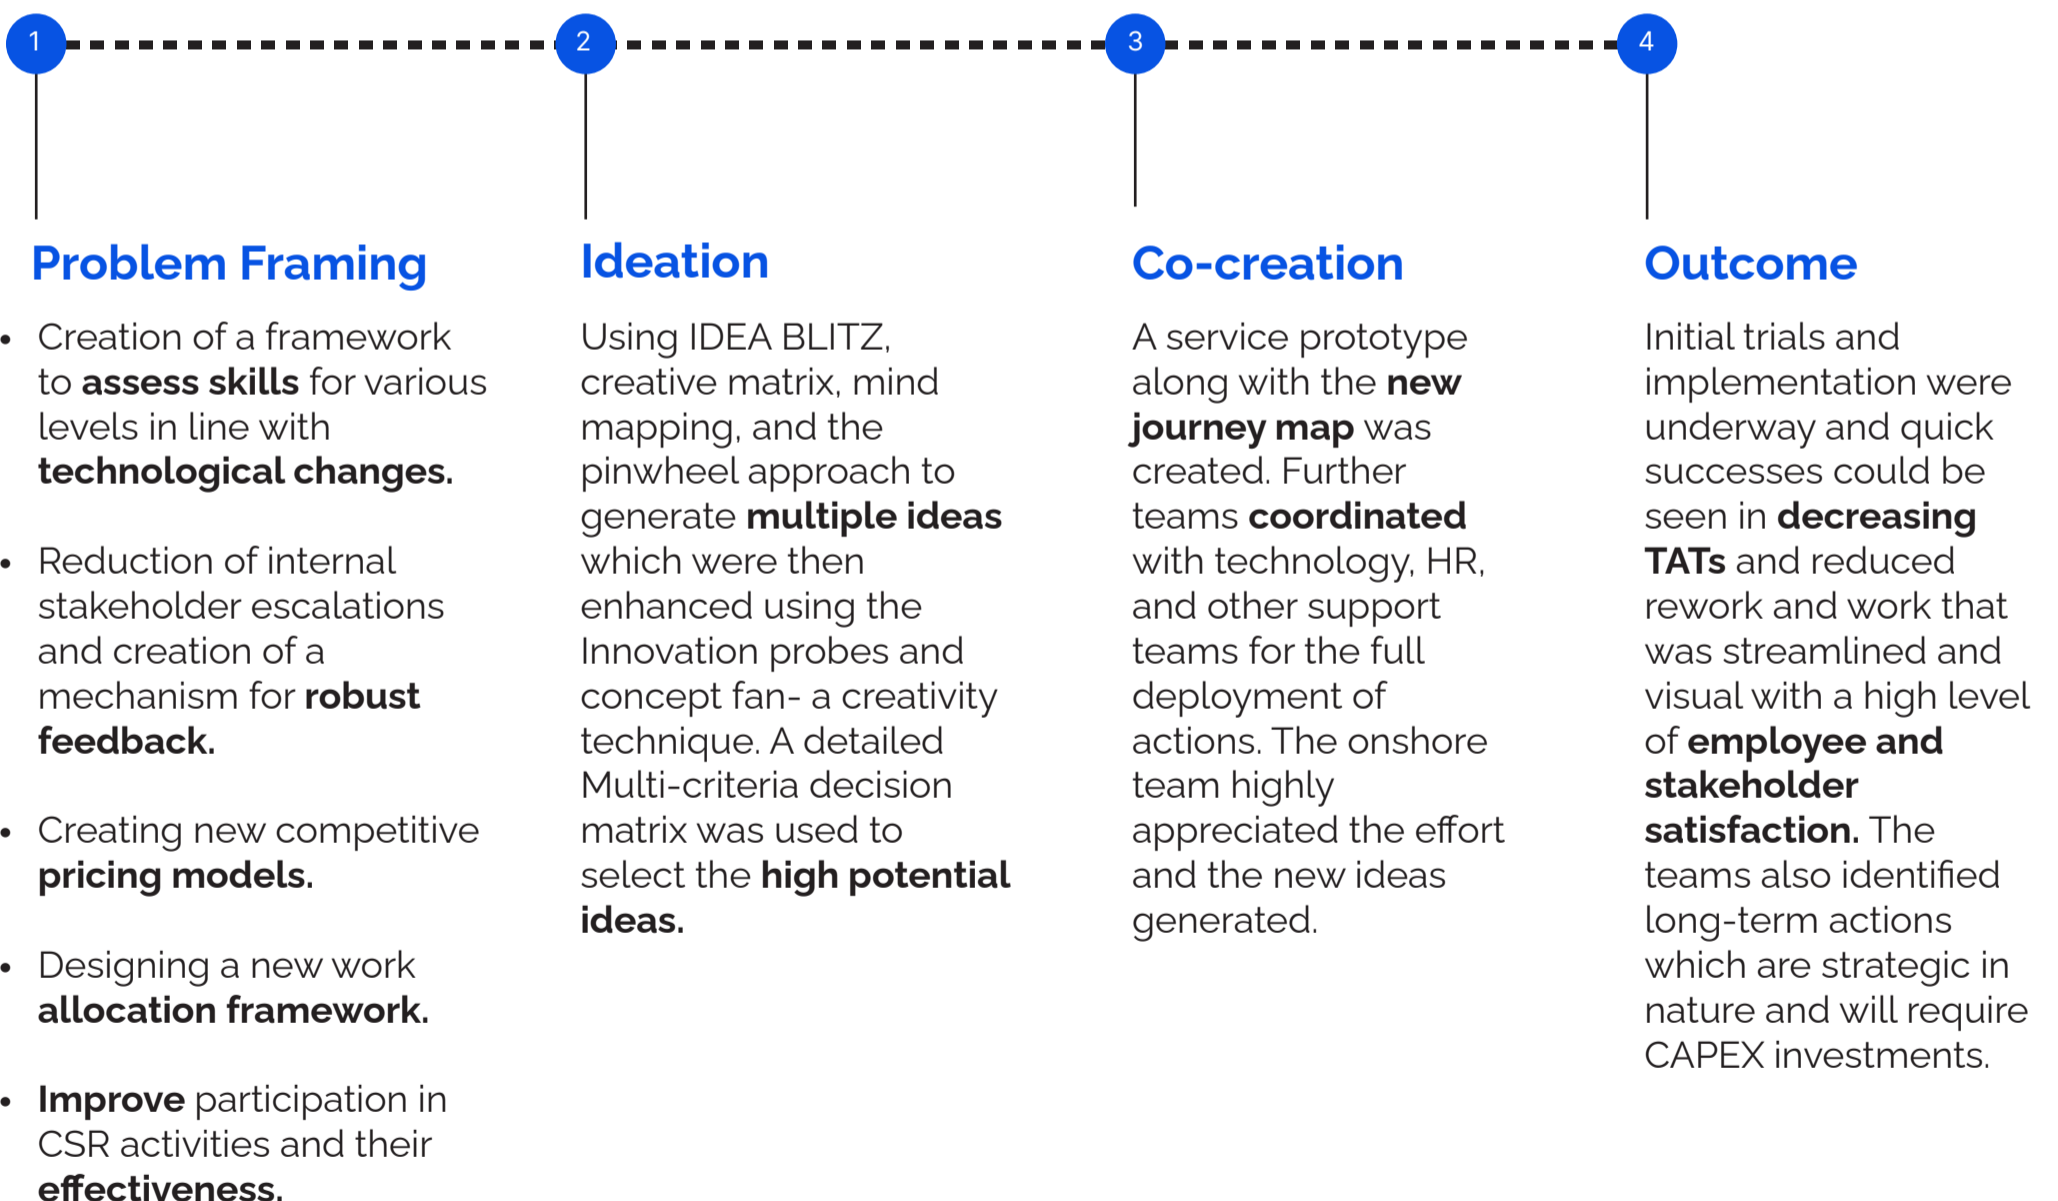 1
2
3
4
Problem Framing
• Creation of a framework
to assess skills for various
levels in line with
technological changes.
• Reduction of internal
stakeholder escalations
and creation of a
mechanism for robust
feedback.
• Creating new competitive
pricing models.
• Designing a new work
allocation framework.
• Improve participation in
CSR activities and their
effectiveness.
Ideation
Using IDEA BLITZ,
creative matrix, mind
mapping, and the
pinwheel approach to
generate multiple ideas
which were then
enhanced using the
Innovation probes and
concept fan- a creativity
technique. A detailed
Multi-criteria decision
matrix was used to
select the high potential
ideas.
Co-creation
A service prototype
along with the new
journey map was
created. Further
teams coordinated
with technology, HR,
and other support
teams for the full
deployment of
actions. The onshore
team highly
appreciated the effort
and the new ideas
generated.
Outcome
Initial trials and
implementation were
underway and quick
successes could be
seen in decreasing
TATs and reduced
rework and work that
was streamlined and
visual with a high level
of employee and
stakeholder
satisfaction. The
teams also identified
long-term actions
which are strategic in
nature and will require
CAPEX investments.